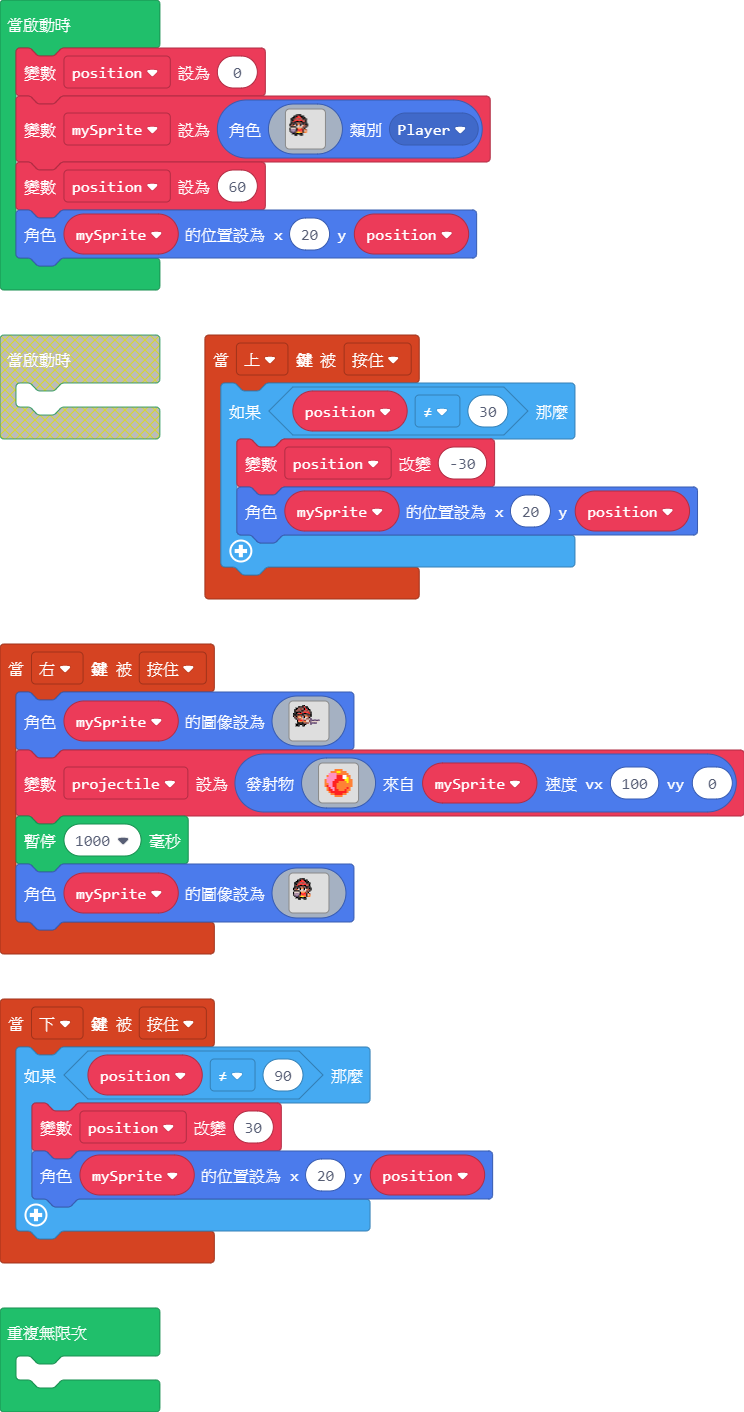 當啟動時
變數 position 設為 0
變數 mySprite 設為 角色 類別 Player
變數 position 設為 60
角色 mySprite 的位置設為 x 20 y position
當啟動時
當 上 鍵 被 按住
如果 position ≠ 30 那麼
變數 position 改變 -30
角色 mySprite 的位置設為 x 20 y position
當 右 鍵 被 按住
角色 mySprite 的圖像設為
變數 projectile 設為 發射物 來自 mySprite 速度 vx 100 vy 0
暫停 1000 毫秒
角色 mySprite 的圖像設為
當 下 鍵 被 按住
如果 position ≠ 90 那麼
變數 position 改變 30
角色 mySprite 的位置設為 x 20 y position
重複無限次